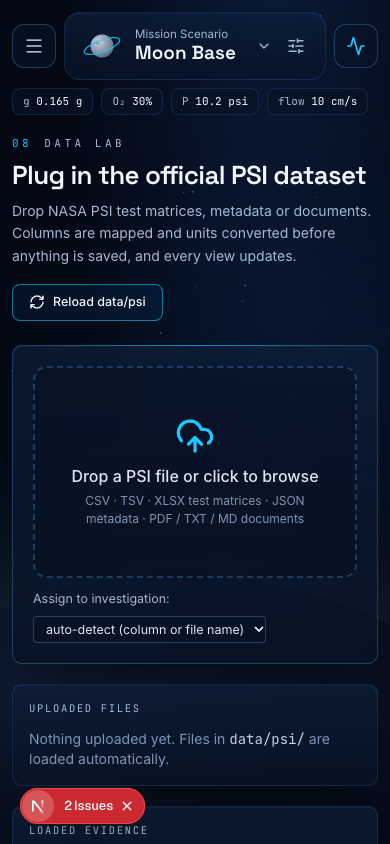 Mission Scenario
Moon Base
g 0.165 g
O₂ 30%
P 10.2 psi
flow 10 cm/s
08 DATA LAB
Plug in the official PSI dataset
Drop NASA PSI test matrices, metadata or documents.
Columns are mapped and units converted before
anything is saved, and every view updates.
Reload data/psi
Drop a PSI file or click to browse
CSV · TSV · XLSX test matrices · JSON
metadata · PDF / TXT / MD documents
Assign to investigation:
auto-detect (column or file name)
UPLOADED FILES
Nothing uploaded yet. Files in data/psi/ are
loaded automatically.
N 2 Issues
LOADED EVIDENCE